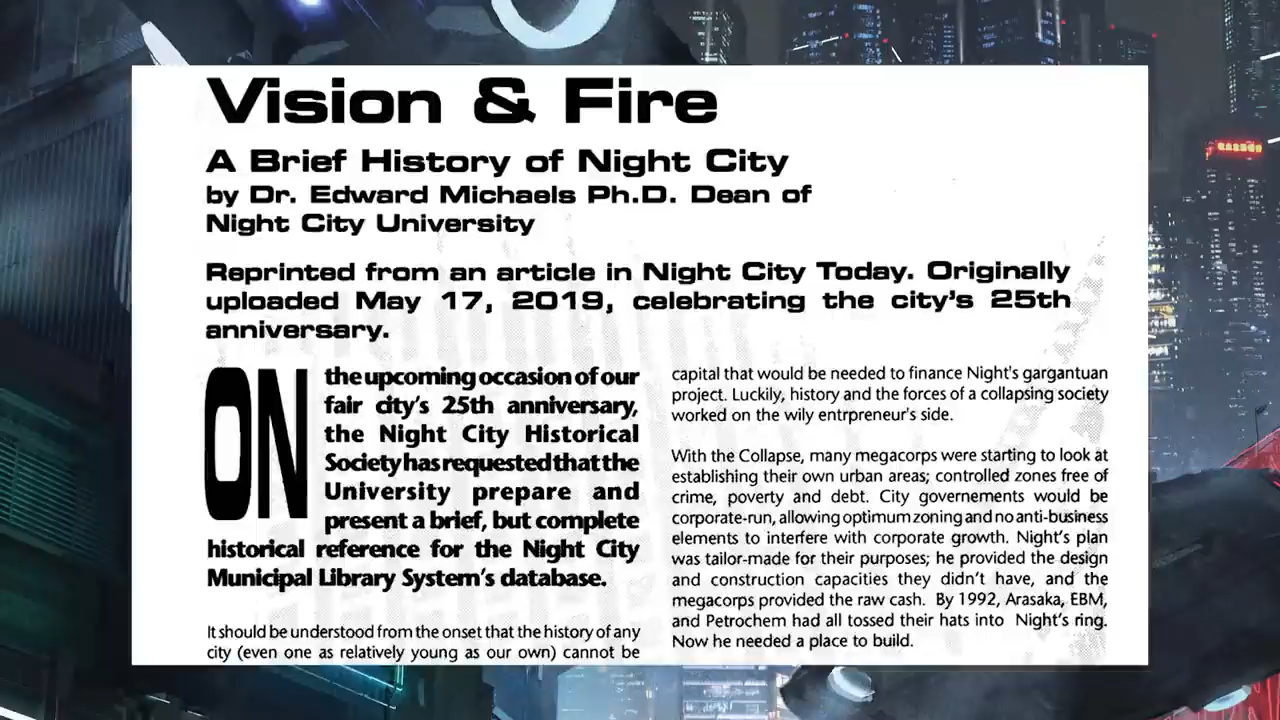 Vision & Fire
A Brief History of Night City
by Dr. Edward Michaels Ph.D. Dean of
Night City University
Reprinted from an article in Night City Today. Originally
uploaded May 17, 2019, celebrating the city's 25th
anniversary.
ON the upcoming occasion of our
fair city's 25th anniversary,
the Night City Historical
Society has requested that the
University prepare and
present a brief, but complete
historical reference for the Night City
Municipal Library System's database.
It should be understood from the onset that the history of any
city (even one as relatively young as our own) cannot be
capital that would be needed to finance Night's gargantuan
project. Luckily, history and the forces of a collapsing society
worked on the wily entrpreneur's side.
With the Collapse, many megacorps were starting to look at
establishing their own urban areas; controlled zones free of
crime, poverty and debt. City governements would be
corporate-run, allowing optimum zoning and no anti-business
elements to interfere with corporate growth. Night's plan
was tailor-made for their purposes; he provided the design
and construction capacities they didn't have, and the
megacorps provided the raw cash. By 1992, Arasaka, EBM,
and Petrochem had all tossed their hats into Night's ring.
Now he needed a place to build.